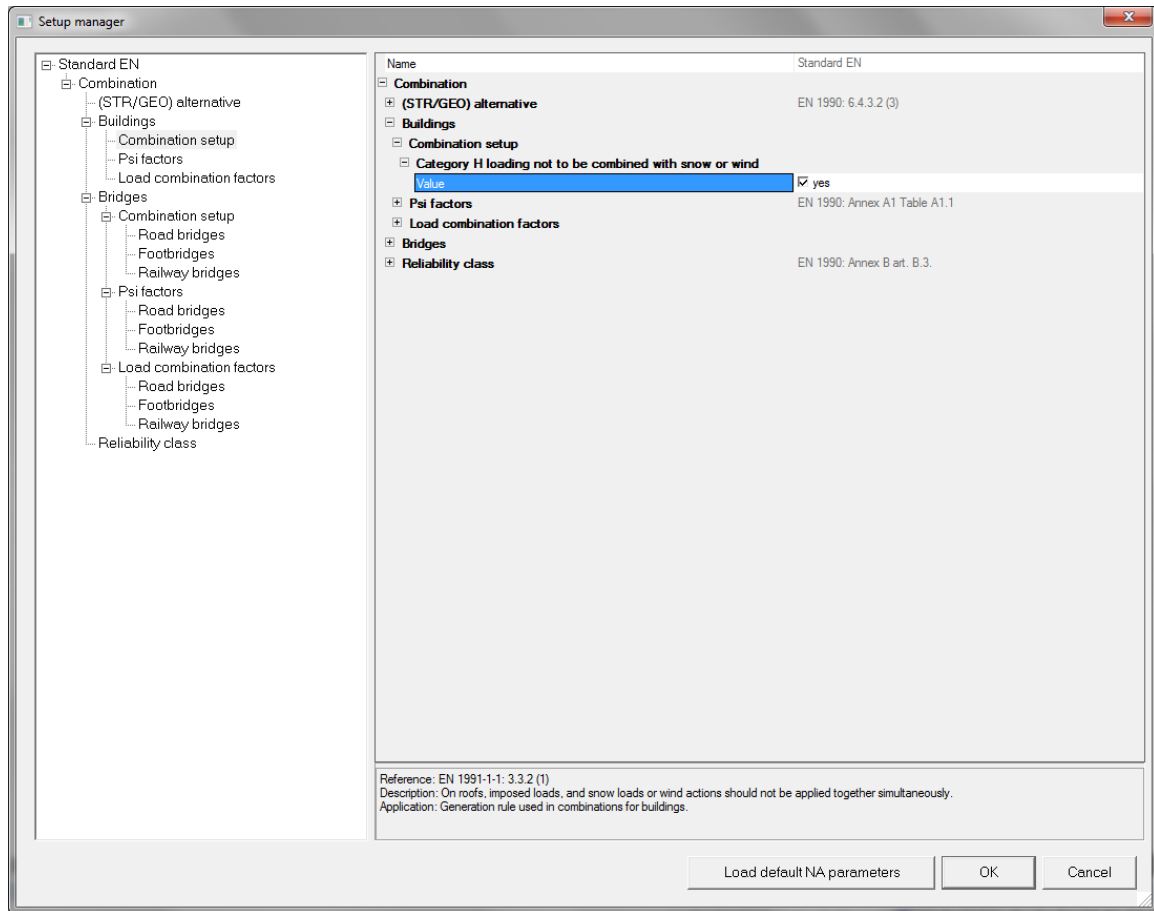 Setup manager
Standard EN
Combination
(STR/GEO) alternative
Buildings
Combination setup
Psi factors
Load combination factors
Bridges
Combination setup
Road bridges
Footbridges
Railway bridges
Psi factors
Road bridges
Footbridges
Railway bridges
Load combination factors
Road bridges
Footbridges
Railway bridges
Reliability class
Name Standard EN
Combination
(STR/GEO) alternative EN 1990: 6.4.3.2 (3)
Buildings
Combination setup
Category H loading not to be combined with snow or wind
Value yes
Psi factors EN 1990: Annex A1 Table A1.1
Load combination factors
Bridges
Reliability class EN 1990: Annex B art. B.3.
Reference: EN 1991-1-1: 3.3.2 (1)
Description: On roofs, imposed loads, and snow loads or wind actions should not be applied together simultaneously.
Application: Generation rule used in combinations for buildings.
Load default NA parameters OK Cancel